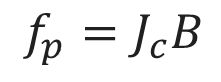 f_p = J_c B